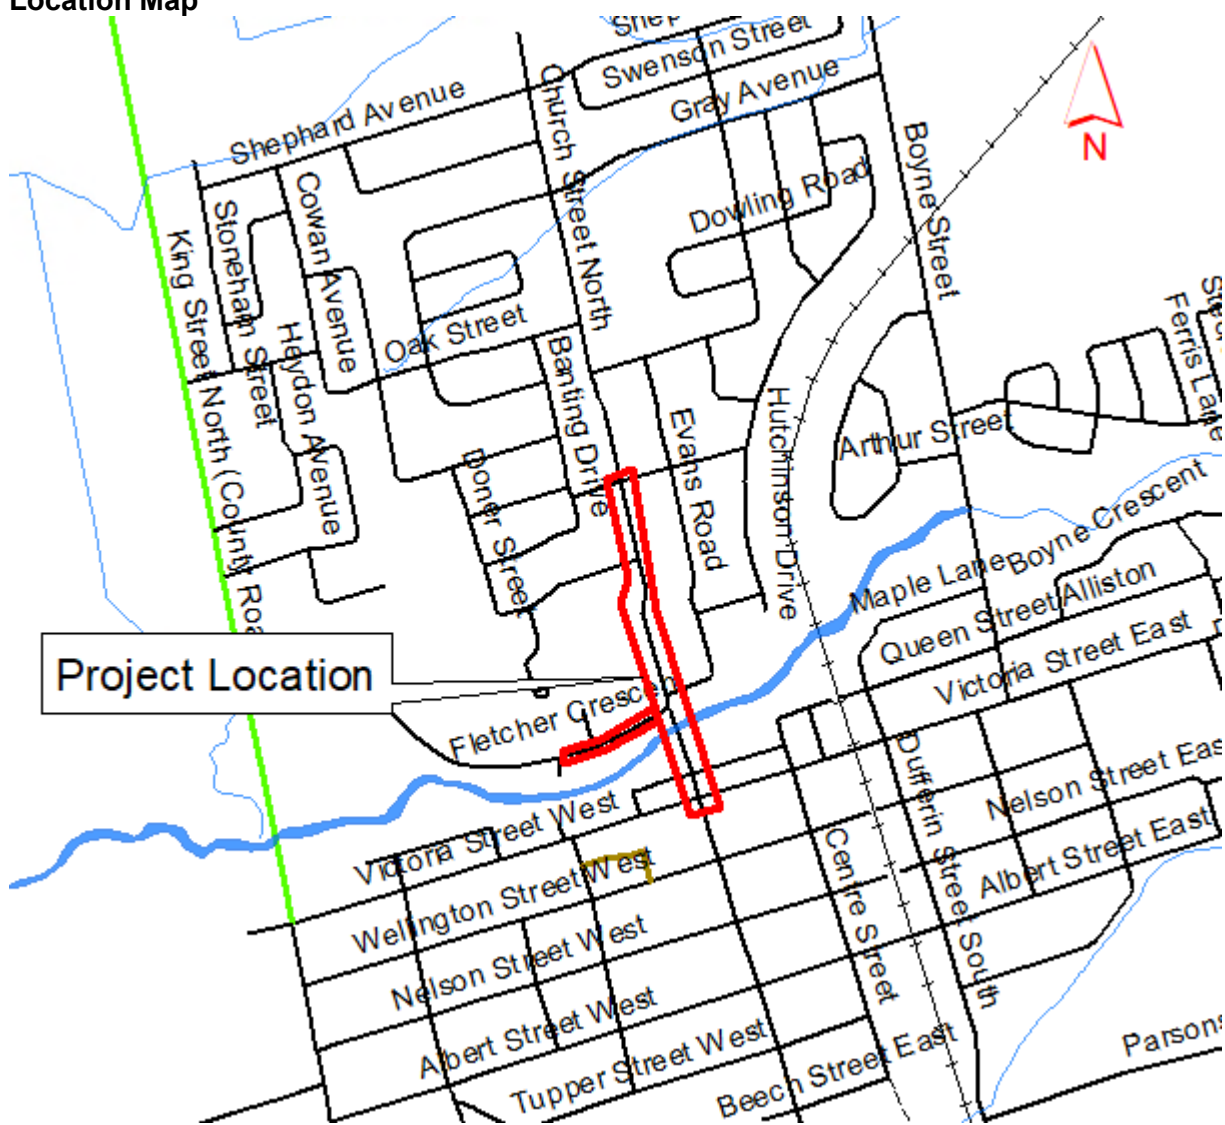 Location Map
Swenson Street
Gray Avenue
Shephard Avenue
Church Street North
Boyne Street
N
Dowling Road
Cowan Avenue
Stoneham Street
King Street North (County Roa
Heydon Avenue
Oak Street
Banting Drive
Evans Road
Hutchinson Drive
Arthur Street
Ferris Lane
Doner Street
Boyne Crescent
Maple Lane
Queen Street Alliston
Victoria Street East
Project Location
Fletcher Crescen
Dufferin Street South
Nelson Street Eas
Victoria Street West
Wellington Street West
Centre Street
Albert Street East
Nelson Street West
Albert Street West
Tupper Street West
Beech Street East
Parsons